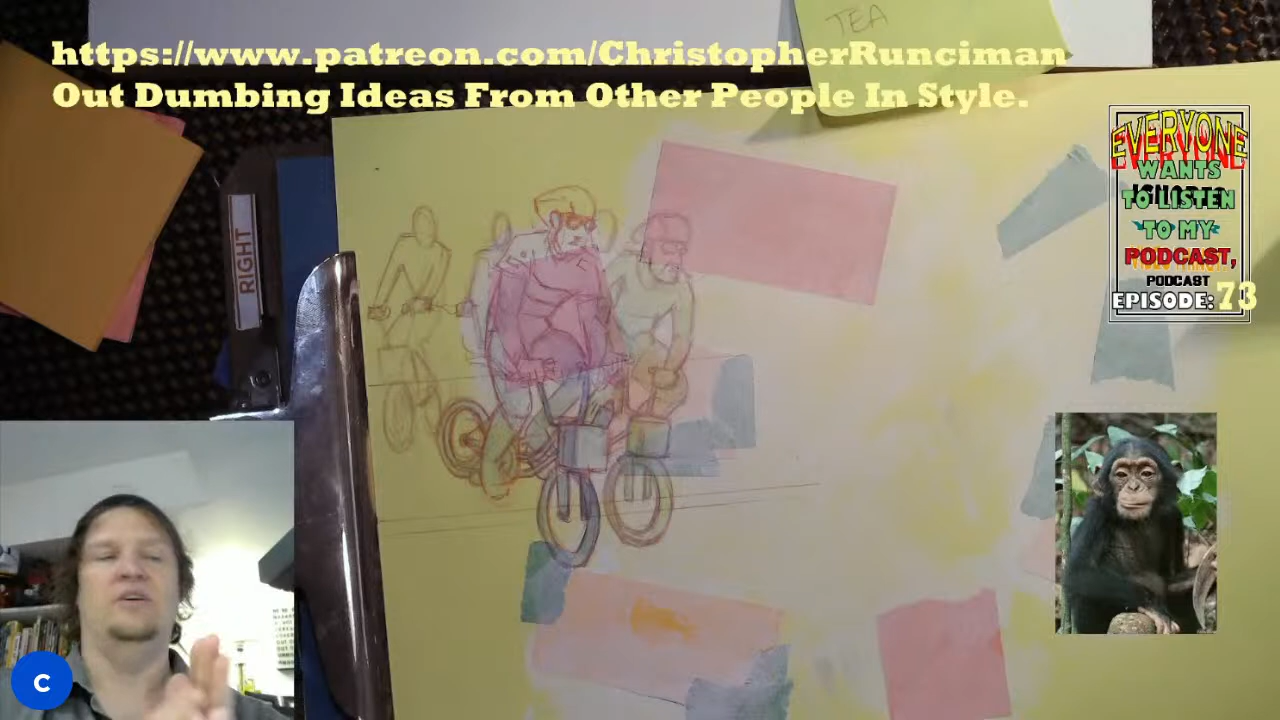 TEA
https://www.patreon.com/ChristopherRunciman
Out Dumbing Ideas From Other People In Style.
EVERYONE
WANTS
TO LISTEN
TO MY
PODCAST,
PODCAST
EPISODE: 73
RIGHT
C